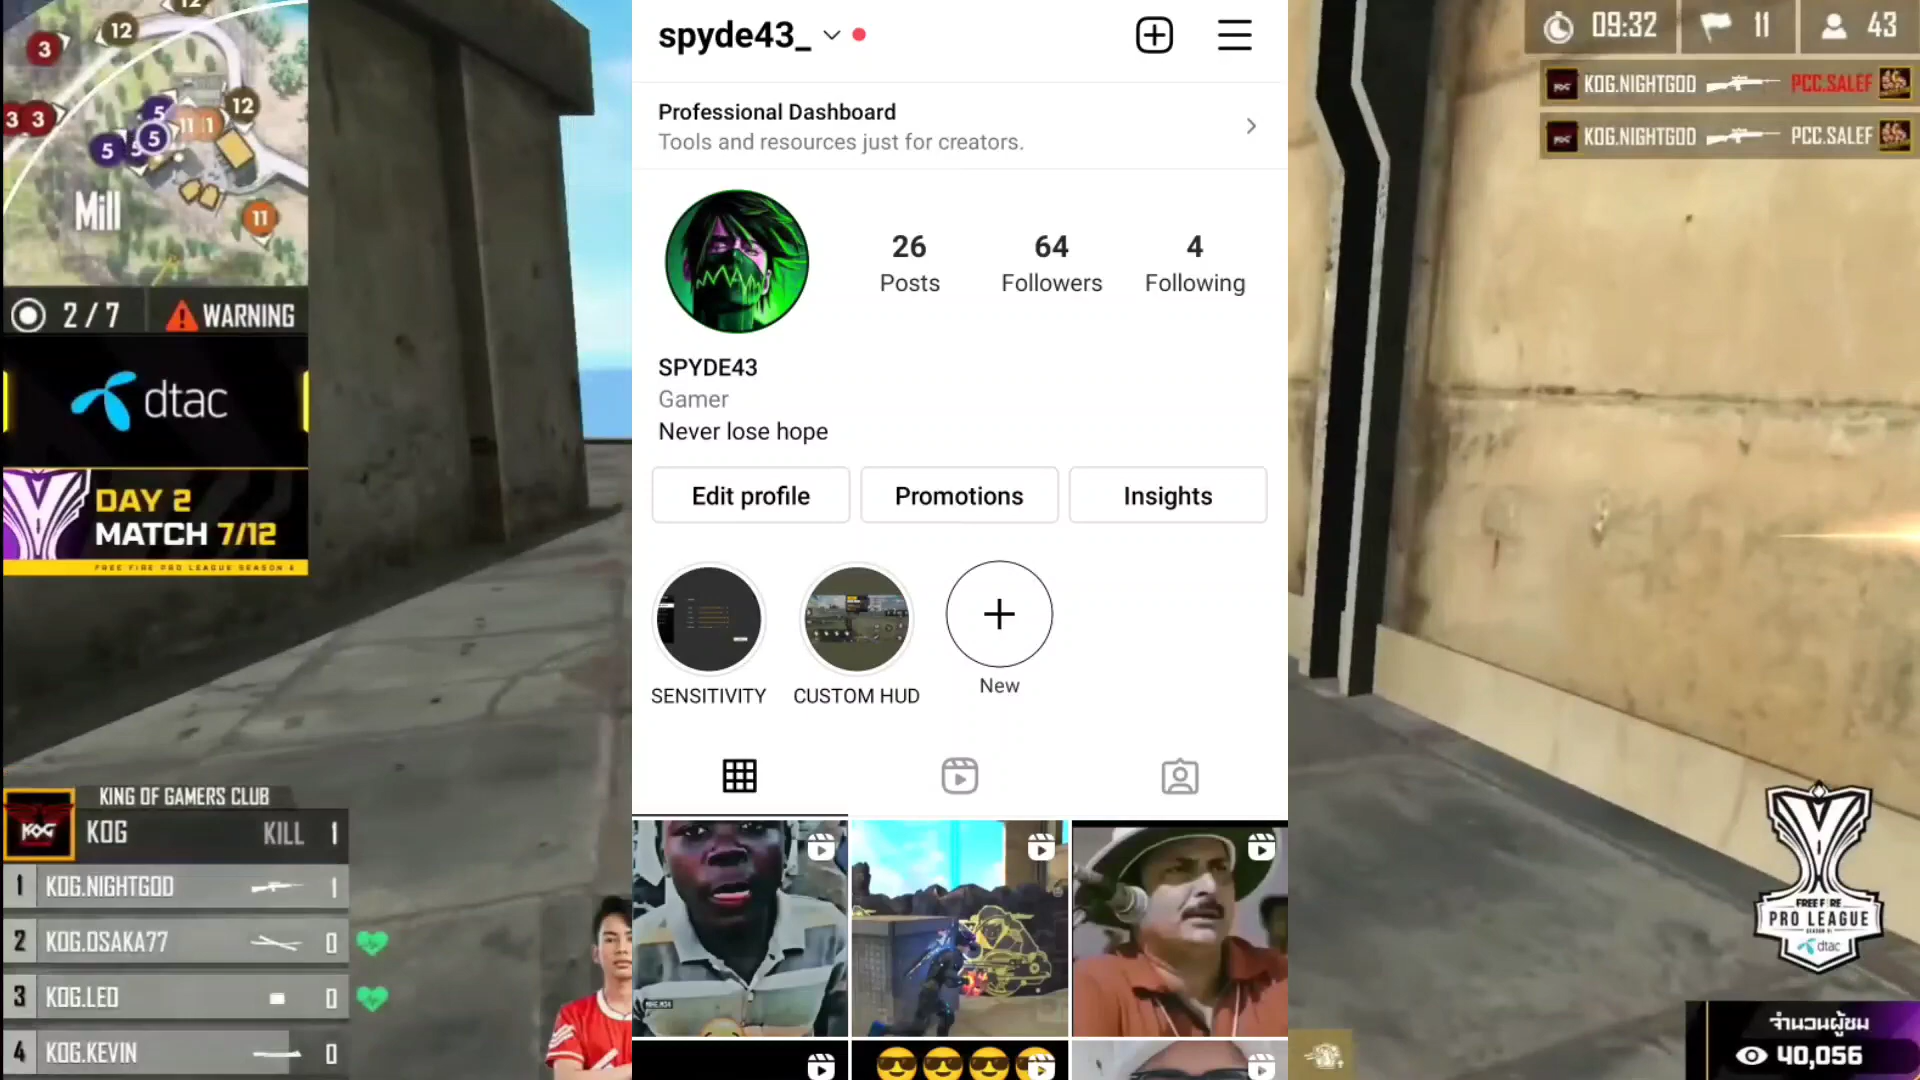 12
12
3
3
3
5
5
5
11
1
12
Mill
11
2/7
WARNING
dtac
DAY 2
MATCH 7/12
FREE FIRE PRO LEAGUE SEASON 6
KING OF GAMERS CLUB
KOG
KOG
KILL 1
1 KOG.NIGHTGOD 1
2 KOG.OSAKA77 0
3 KOG.LEO 0
4 KOG.KEVIN 0
spyde43_
Professional Dashboard
Tools and resources just for creators.
26
64
4
Posts
Followers
Following
SPYDE43
Gamer
Never lose hope
Edit profile
Promotions
Insights
SENSITIVITY
CUSTOM HUD
New
09:32
11
43
KOG.NIGHTGOD PCC.SALEF
KOG.NIGHTGOD PCC.SALEF
FREE FIRE
PRO LEAGUE
dtac
จำนวนผู้ชม
40,056